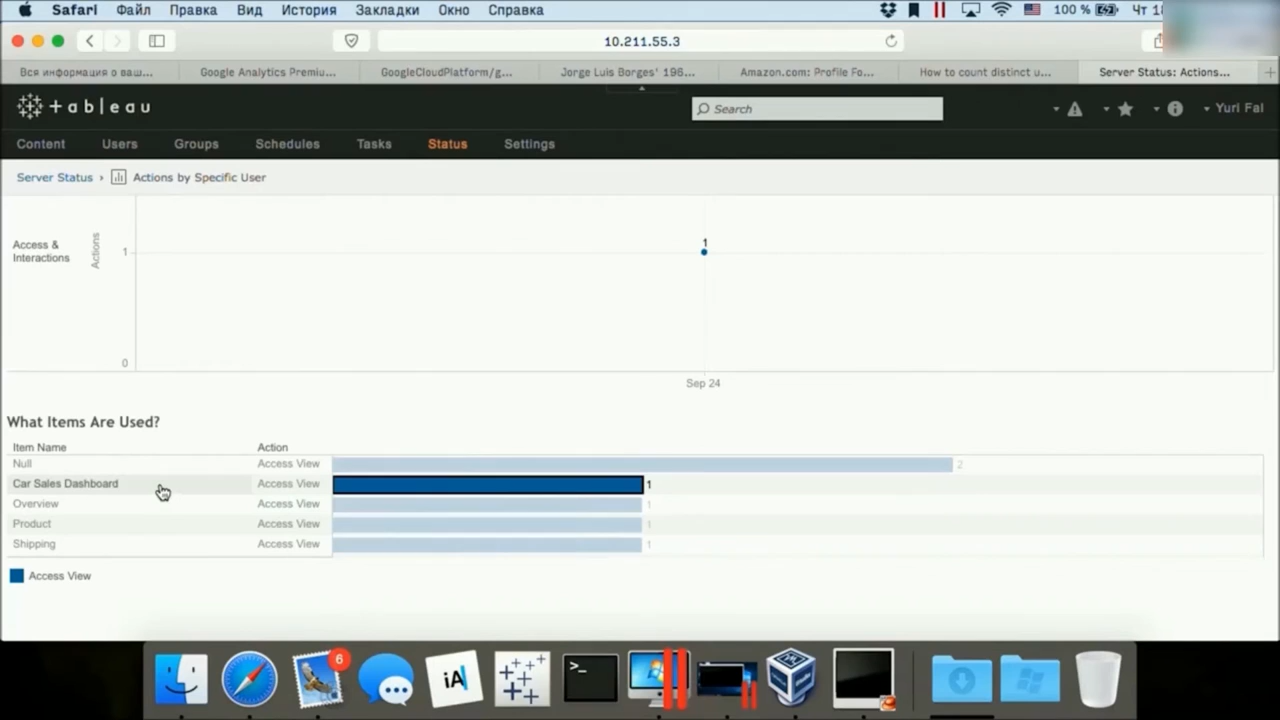 Safari Файл Правка Вид История Закладки Окно Справка 100 % Чт
10.211.55.3
Вся информация о ваш... Google Analytics Premiu... GoogleCloudPlatform/g... Jorge Luis Borges' 196... Amazon.com: Profile Fo... How to count distinct u... Server Status: Actions...
+ableau Search Yuri Fal
Content Users Groups Schedules Tasks Status Settings
Server Status › Actions by Specific User
Access &
Interactions
Actions
1
1
0
Sep 24
What Items Are Used?
Item Name Action
Null Access View 2
Car Sales Dashboard Access View 1
Overview Access View 1
Product Access View 1
Shipping Access View 1
Access View
6
iA
>_